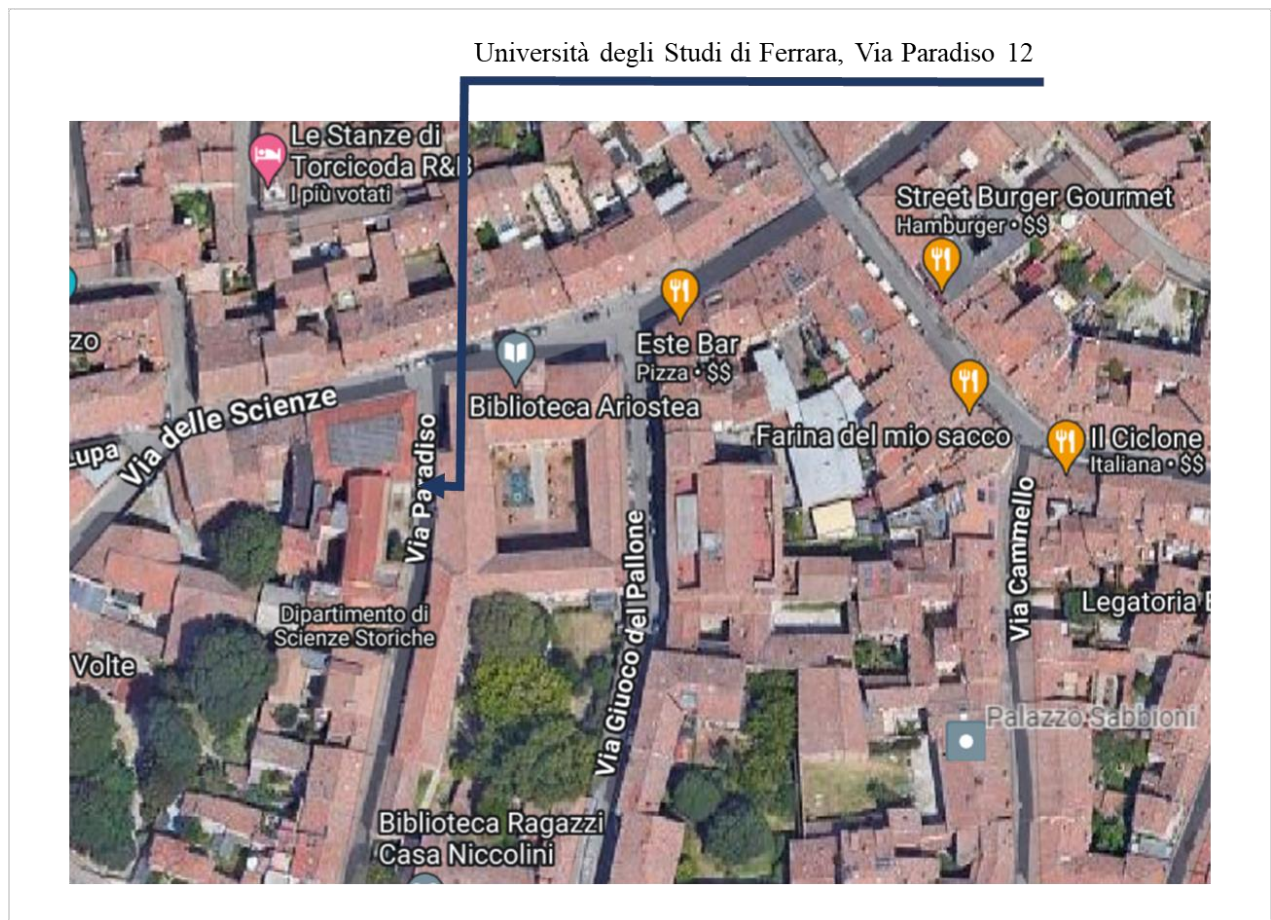 Università degli Studi di Ferrara, Via Paradiso 12
Le Stanze di
Torcicoda R&B
I più votati
Street Burger Gourmet
Hamburger • $$
zo
Este Bar
Pizza • $$
Biblioteca Ariostea
Via delle Scienze
Lupa
Via Paradiso
Farina del mio sacco
Il Ciclone
Italiana • $$
Via Giuoco del Pallone
Via Cammello
Dipartimento di
Scienze Storiche
Legatoria
Volte
Palazzo Sabbioni
Biblioteca Ragazzi
Casa Niccolini